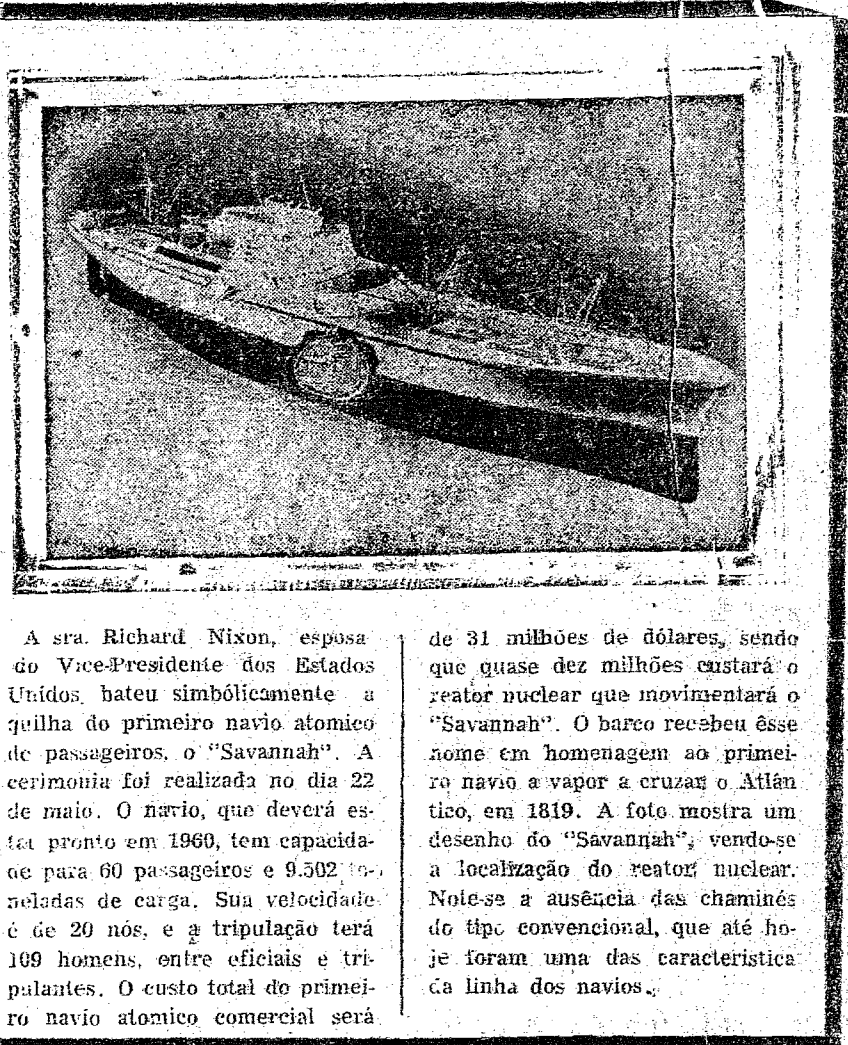 A sra. Richard Nixon, esposa
do Vice-Presidente dos Estados
Unidos, bateu simbólicamente a
quilha do primeiro navio atomico
de passageiros, o "Savannah". A
cerimonia foi realizada no dia 22
de maio. O navio, que deverá es-
tar pronto em 1960, tem capacida-
de para 60 passageiros e 9.502 to-
neladas de carga. Sua velocidade
é de 20 nós, e a tripulação terá
109 homens, entre oficiais e tri-
pulantes. O custo total do primei-
ro navio atomico comercial será
de 31 milhões de dólares, sendo
que quase dez milhões custará o
reator nuclear que movimentará o
"Savannah". O barco recebeu êsse
nome em homenagem ao primei-
ro navio a vapor a cruzar o Atlân
tico, em 1819. A foto mostra um
desenho do "Savannah", vendo-se
a localização do reator nuclear.
Note-se a ausência das chaminés
do tipo convencional, que até ho-
je foram uma das caracteristica
da linha dos navios.